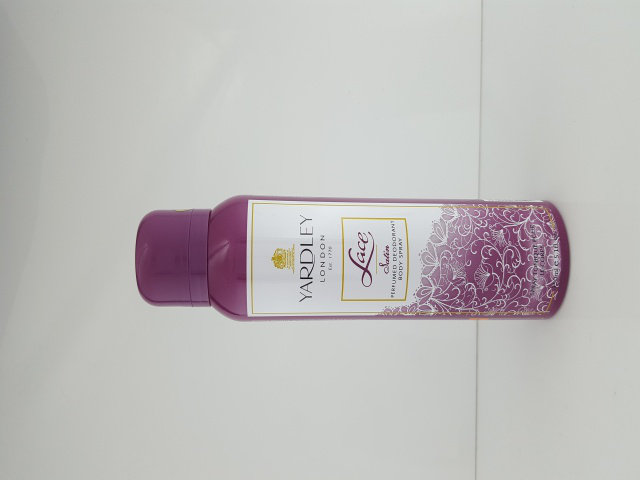 YARDLEY
LONDON
Est. 1770
Lace
Satin
PERFUMED DEODORANT
BODY SPRAY